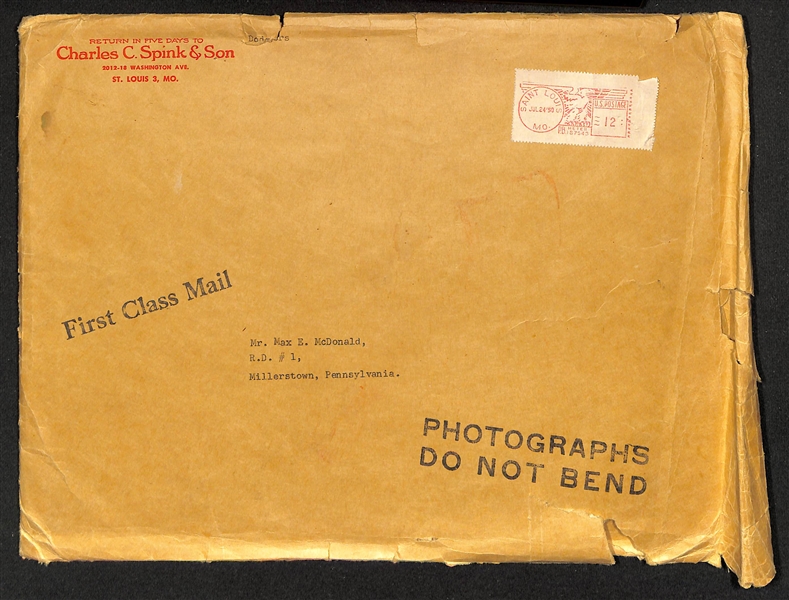 RETURN IN FIVE DAYS TO
Charles C. Spink & Son
2012-18 WASHINGTON AVE.
ST. LOUIS 3, MO.
SAINT LOUIS
MO.
U.S. POSTAGE
12
First Class Mail
Mr. Max E. McDonald,
R.D. # 1,
Millerstown, Pennsylvania.
PHOTOGRAPHS
DO NOT BEND